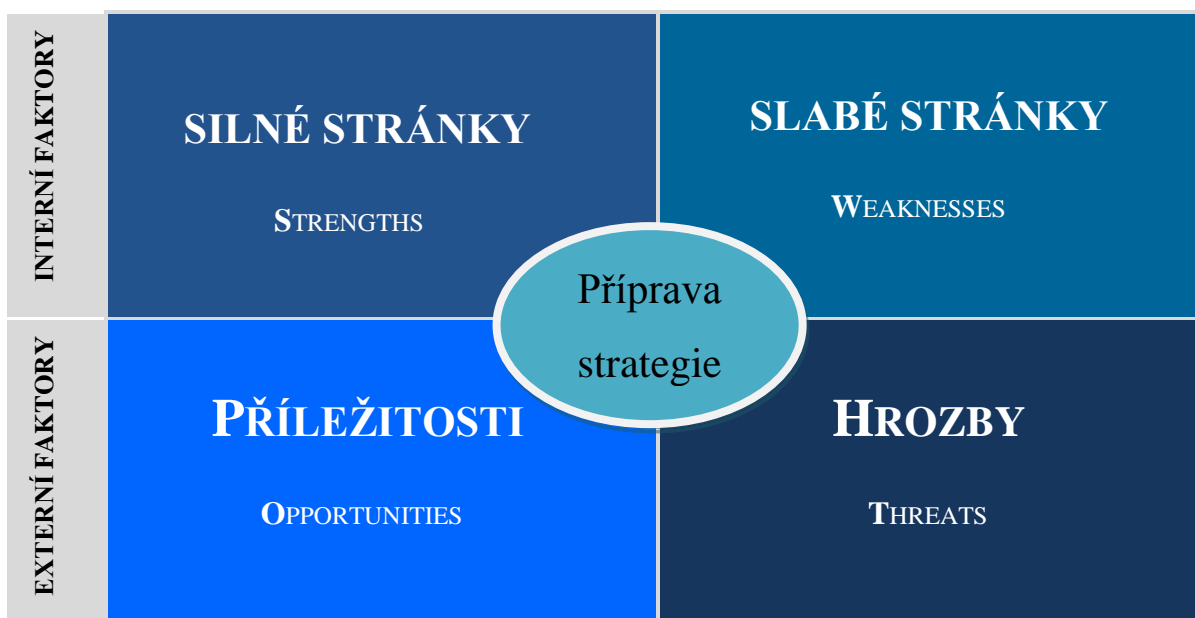 INTERNÍ FAKTORY
SILNÉ STRÁNKY
STRENGTHS
SLABÉ STRÁNKY
WEAKNESSES
Příprava
strategie
EXTERNÍ FAKTORY
PŘÍLEŽITOSTI
OPPORTUNITIES
HROZBY
THREATS